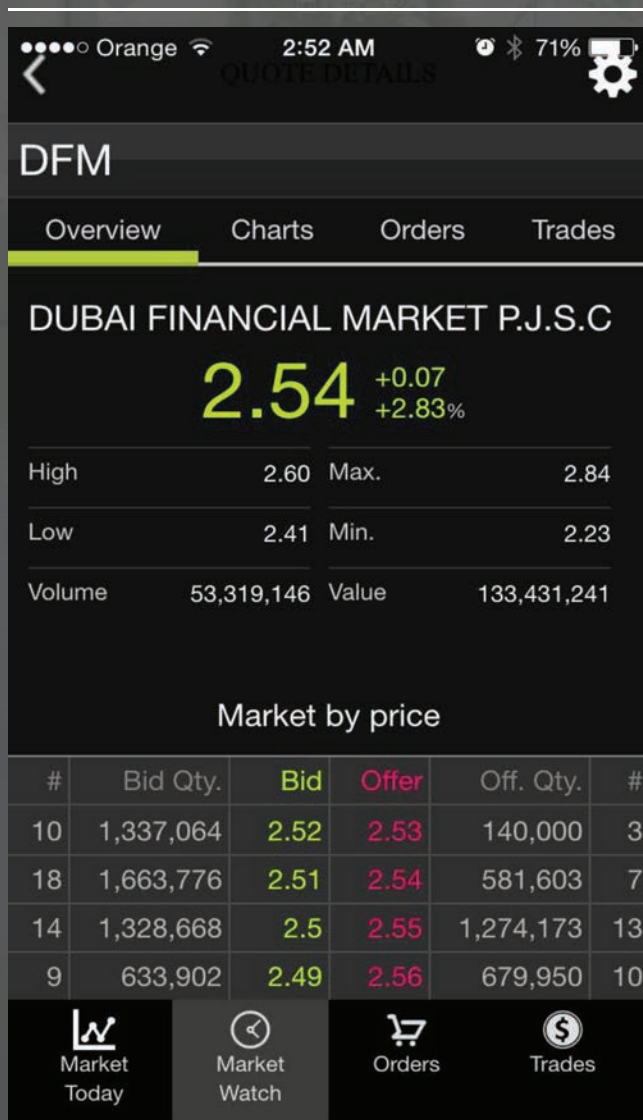 Orange 2:52 AM 71%
QUOTE DETAILS
DFM
Overview Charts Orders Trades
DUBAI FINANCIAL MARKET P.J.S.C
2.54 +0.07
+2.83%
High 2.60 Max. 2.84
Low 2.41 Min. 2.23
Volume 53,319,146 Value 133,431,241
Market by price
# Bid Qty. Bid Offer Off. Qty. #
10 1,337,064 2.52 2.53 140,000 3
18 1,663,776 2.51 2.54 581,603 7
14 1,328,668 2.5 2.55 1,274,173 13
9 633,902 2.49 2.56 679,950 10
Market Today Market Watch Orders Trades